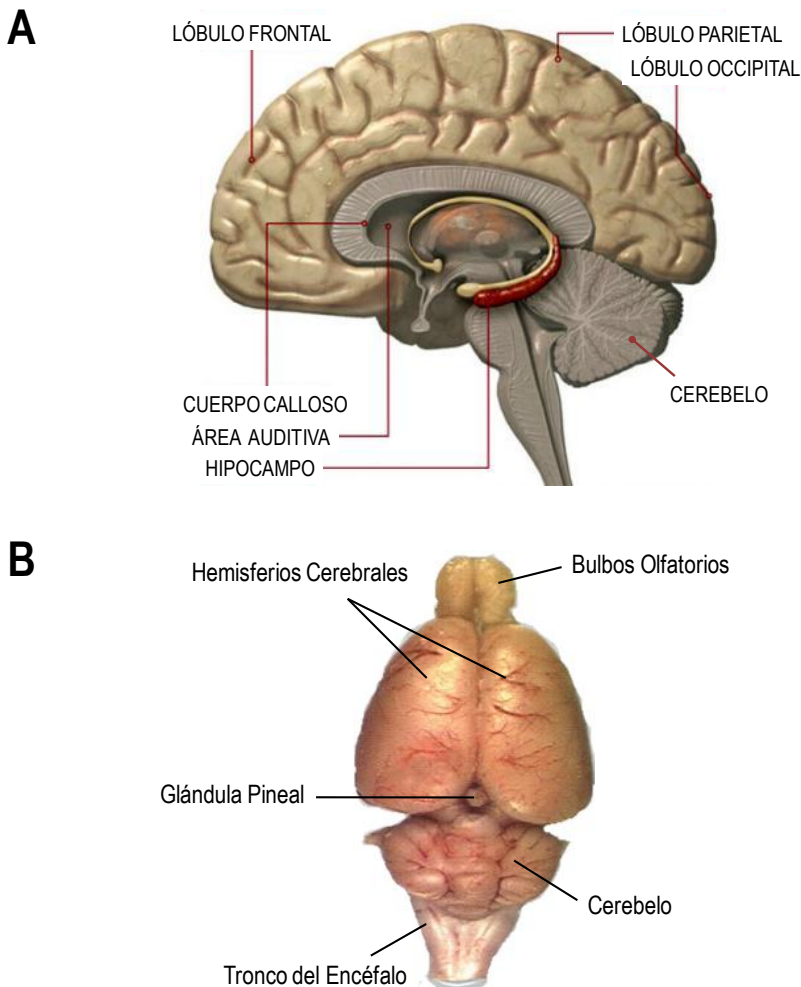 A
LÓBULO FRONTAL
LÓBULO PARIETAL
LÓBULO OCCIPITAL
CUERPO CALLOSO
ÁREA AUDITIVA
HIPOCAMPO
CEREBELO
B
Hemisferios Cerebrales
Bulbos Olfatorios
Glándula Pineal
Cerebelo
Tronco del Encéfalo